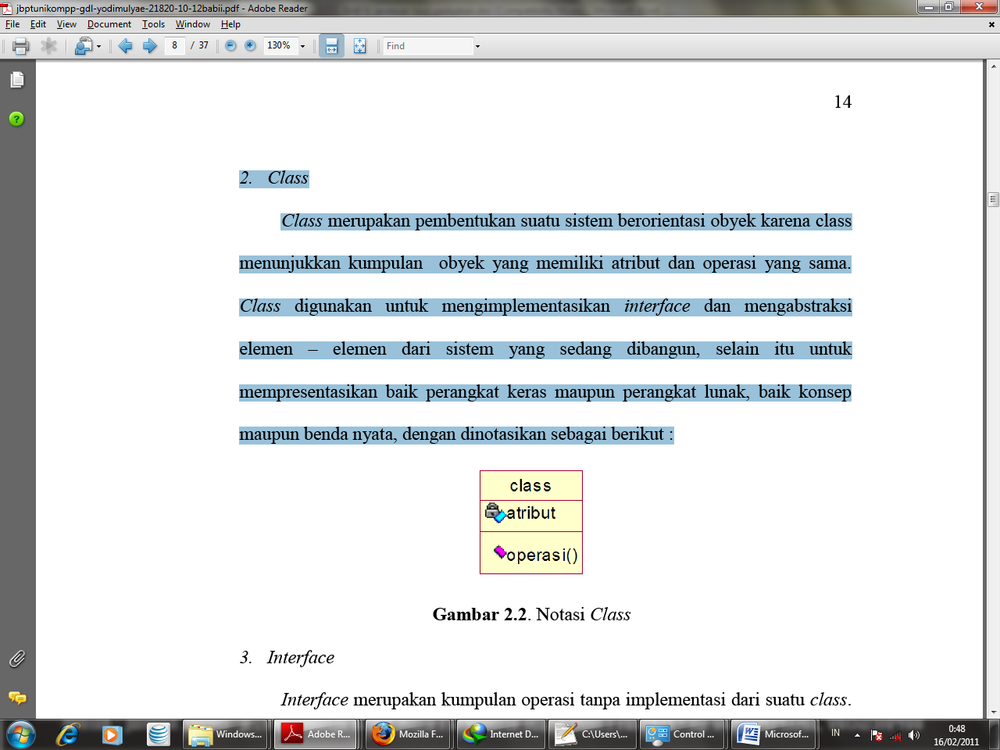 jbptunikompp-gdl-yodimulyae-21820-10-12babii.pdf - Adobe Reader
File Edit View Document Tools Window Help
8 / 37 130% Find
14
2. Class
Class merupakan pembentukan suatu sistem berorientasi obyek karena class
menunjukkan kumpulan obyek yang memiliki atribut dan operasi yang sama.
Class digunakan untuk mengimplementasikan interface dan mengabstraksi
elemen – elemen dari sistem yang sedang dibangun, selain itu untuk
mempresentasikan baik perangkat keras maupun perangkat lunak, baik konsep
maupun benda nyata, dengan dinotasikan sebagai berikut :
class
atribut
operasi()
Gambar 2.2. Notasi Class
3. Interface
Interface merupakan kumpulan operasi tanpa implementasi dari suatu class.
Windows... Adobe R... Mozilla F... Internet D... C:\Users\... Control ... Microsof... IN 0:48
16/02/2011